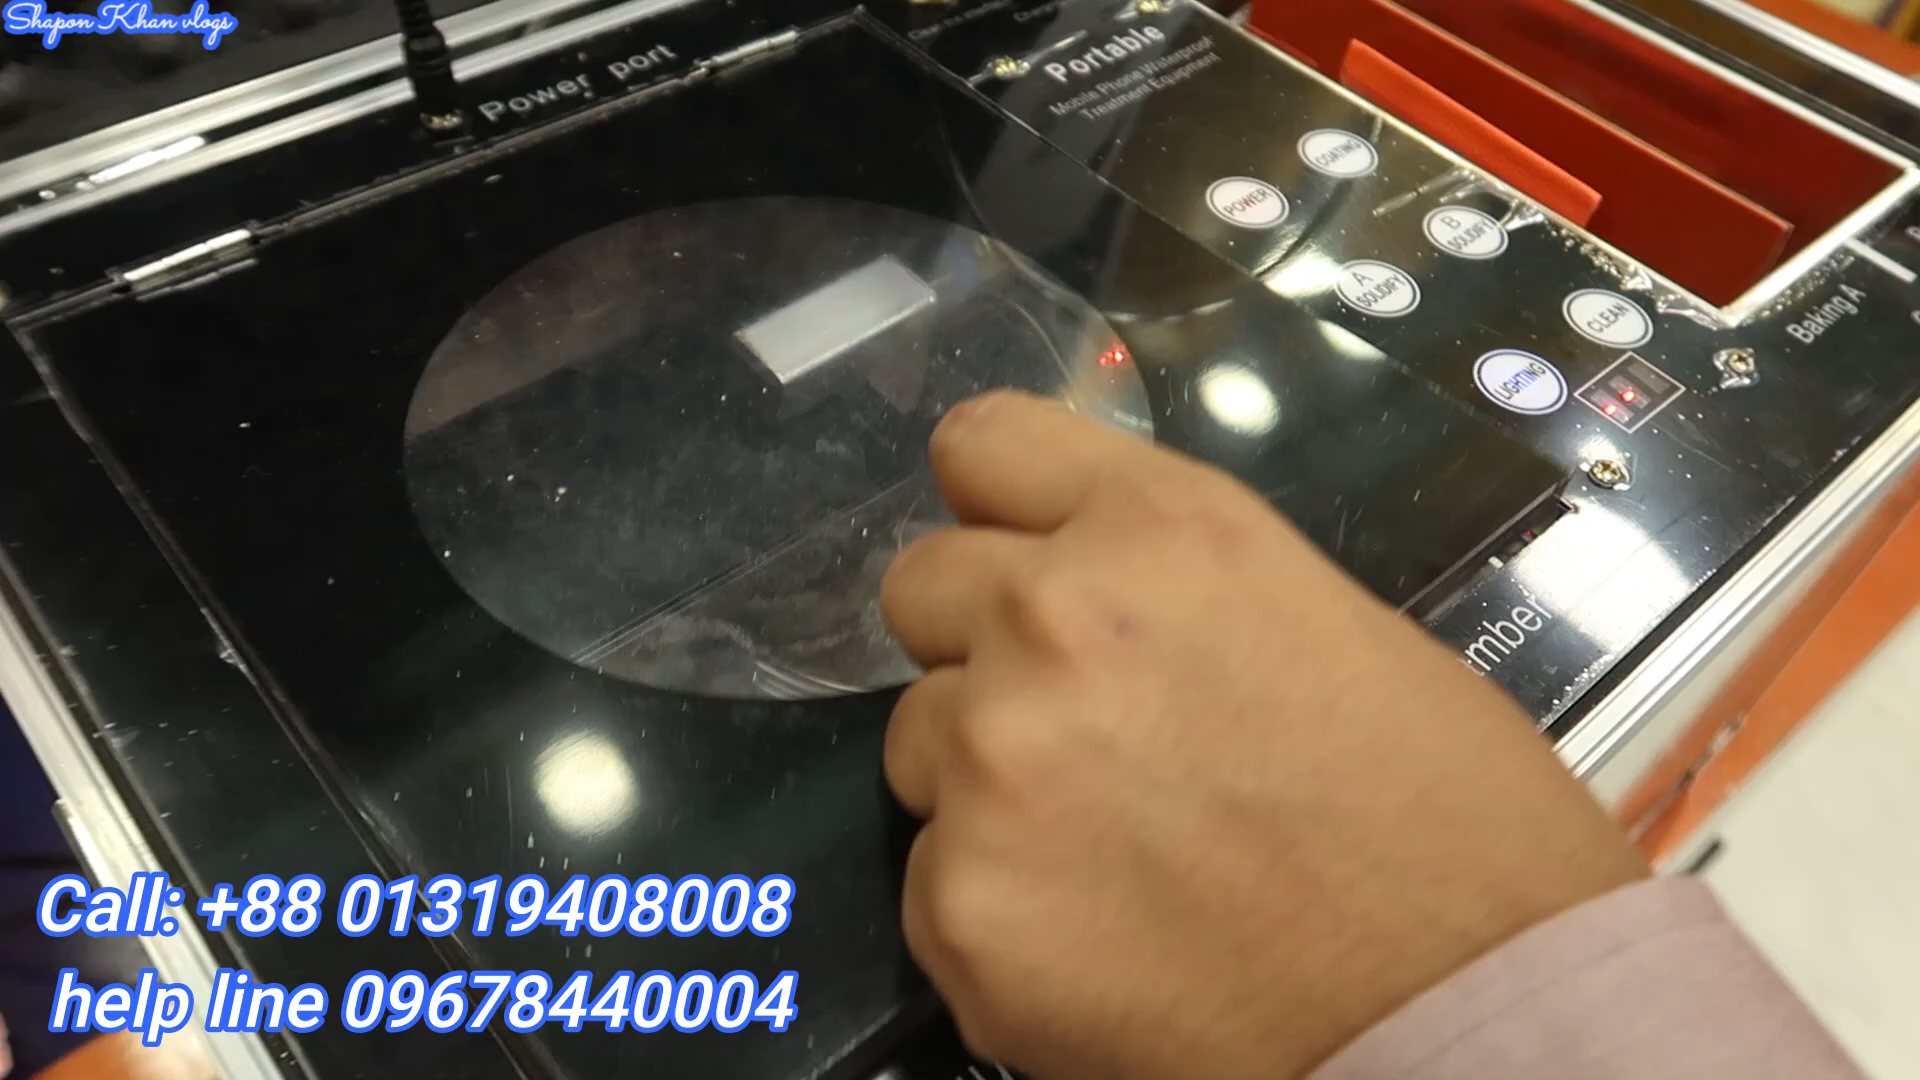 Shapon Khan vlogs
Power port
Portable
Mobile Phone Waterproof
Treatment Equipment
COATING
POWER
B
SOLIDIFY
A
SOLIDIFY
CLEAN
LIGHTING
Baking A
Call: +88 01319408008
help line 09678440004